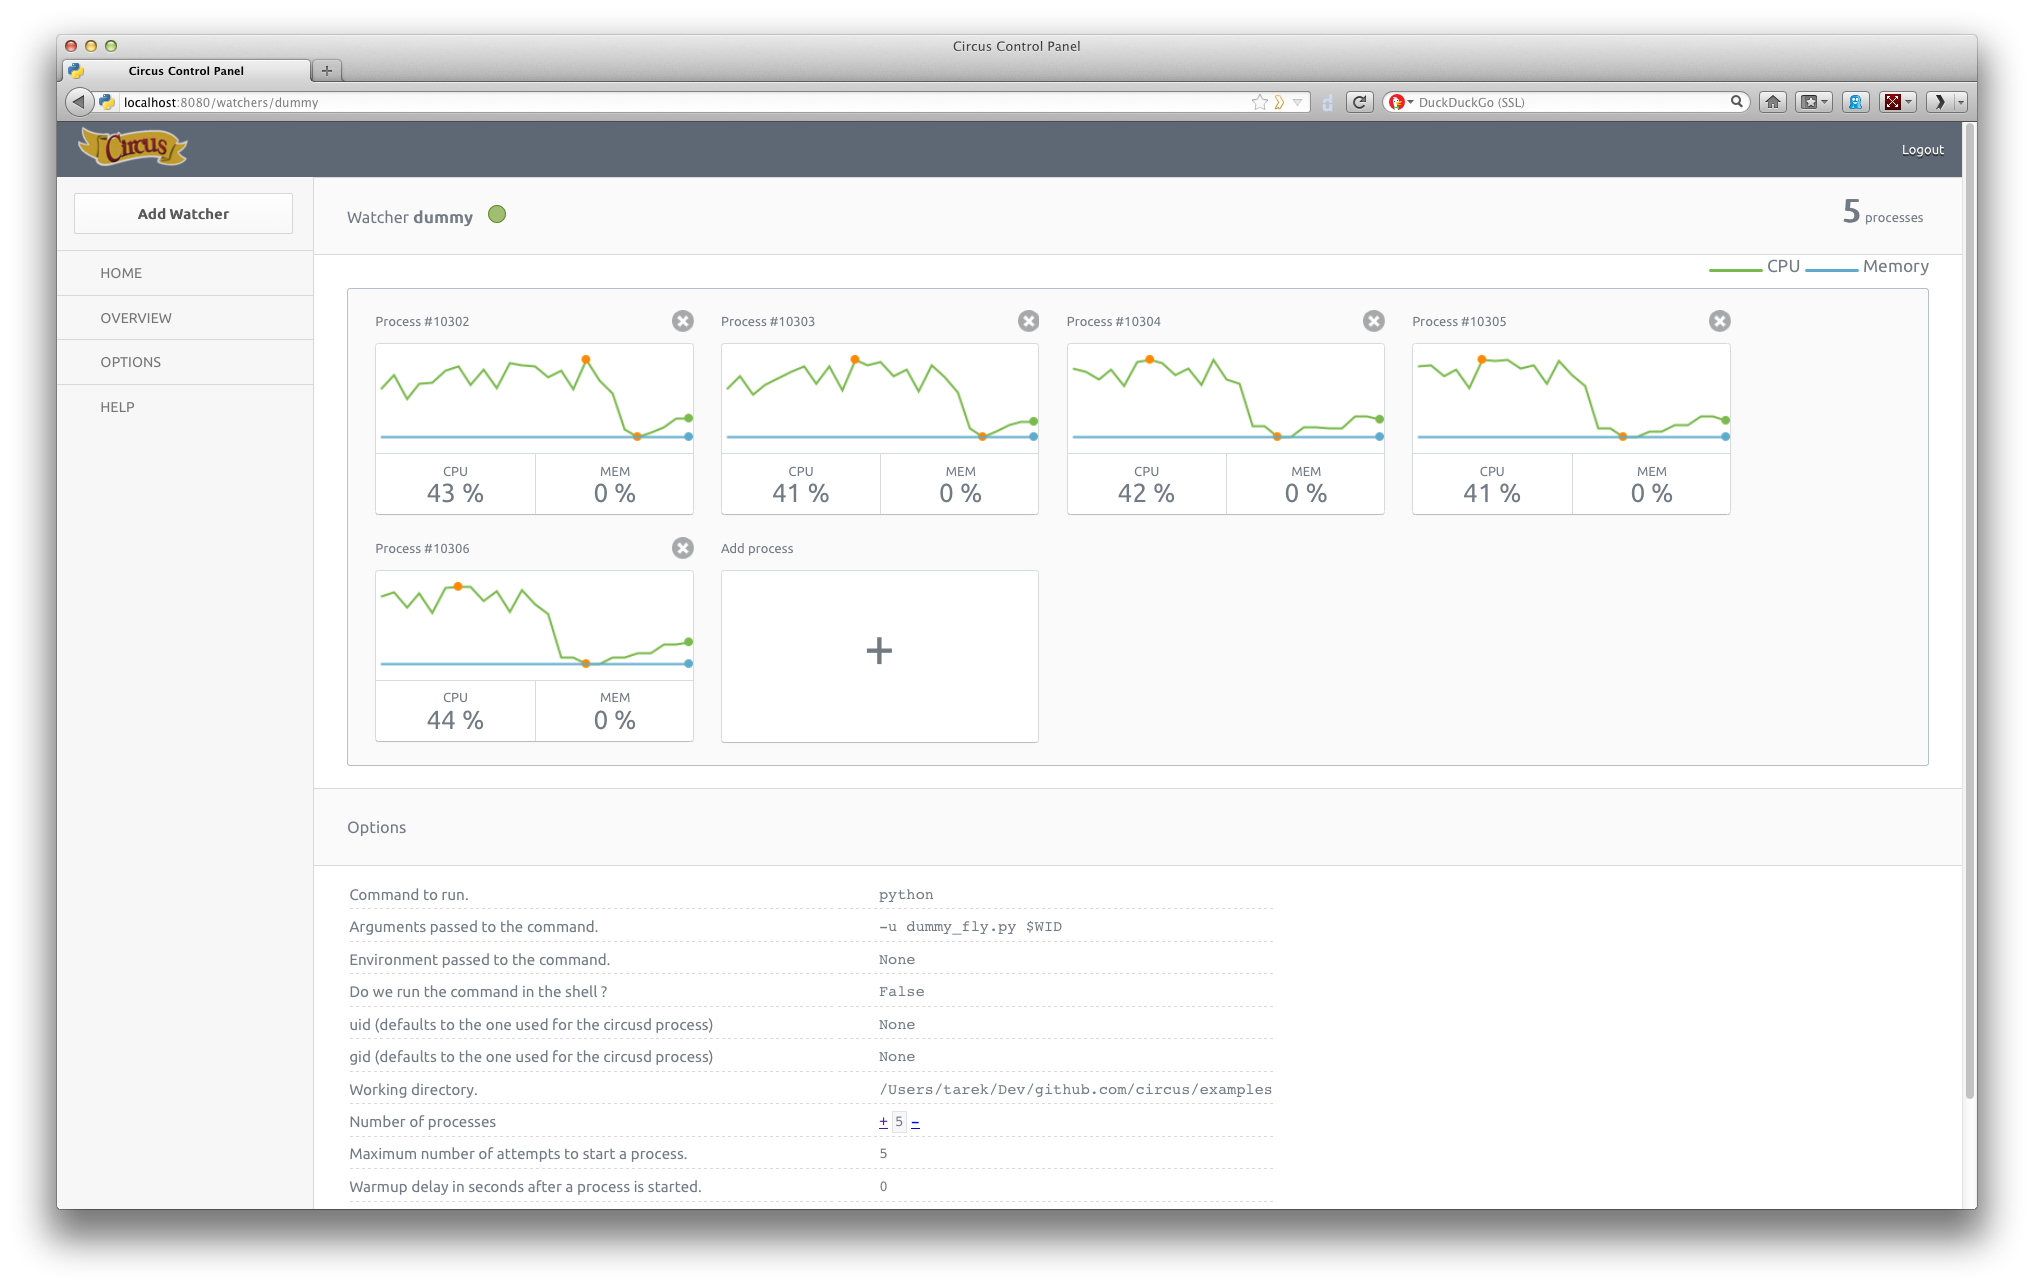 Circus Control Panel
Circus Control Panel
localhost:8080/watchers/dummy
DuckDuckGo (SSL)
Circus
Logout
Add Watcher
HOME
OVERVIEW
OPTIONS
HELP
Watcher dummy
5 processes
CPU Memory
Process #10302 Process #10303 Process #10304 Process #10305
CPU MEM CPU MEM CPU MEM CPU MEM
43 % 0 % 41 % 0 % 42 % 0 % 41 % 0 %
Process #10306 Add process
+
CPU MEM
44 % 0 %
Options
Command to run. python
Arguments passed to the command. -u dummy_fly.py $WID
Environment passed to the command. None
Do we run the command in the shell ? False
uid (defaults to the one used for the circusd process) None
gid (defaults to the one used for the circusd process) None
Working directory. /Users/tarek/Dev/github.com/circus/examples
Number of processes + 5 -
Maximum number of attempts to start a process. 5
Warmup delay in seconds after a process is started. 0